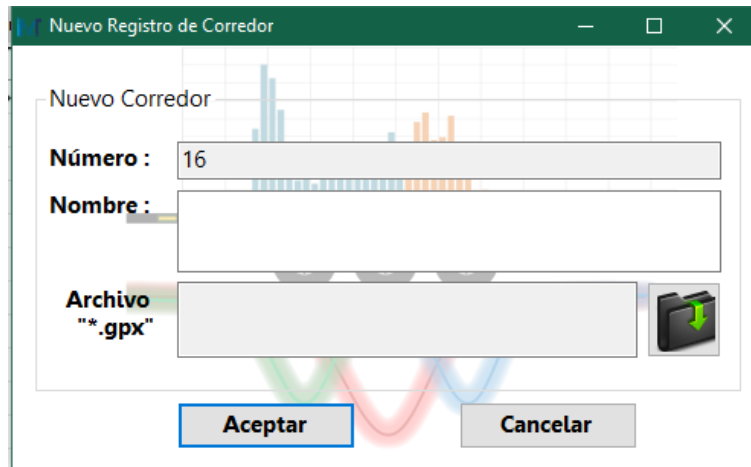 Nuevo Registro de Corredor
Nuevo Corredor
Número : 16
Nombre :
Archivo
"*.gpx"
Aceptar Cancelar